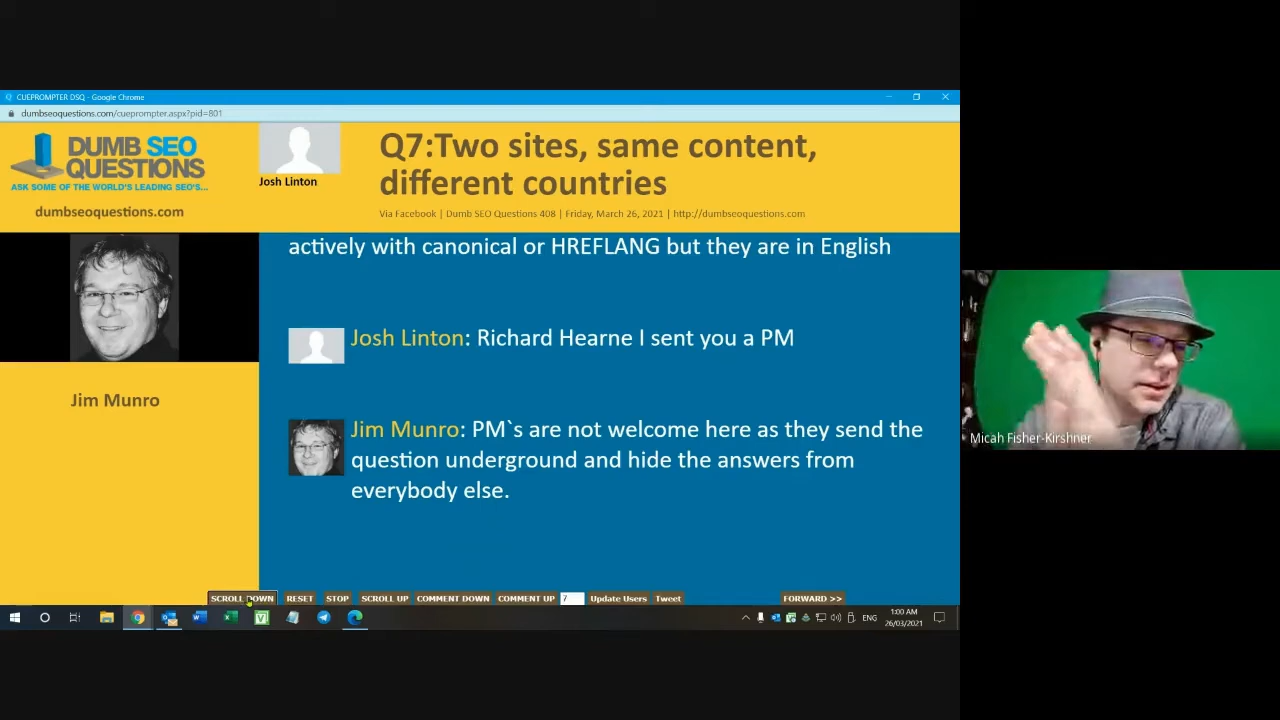 CUEPROMPTER DSQ - Google Chrome
dumbseoquestions.com/cueprompter.aspx?pid=801
DUMB SEO
QUESTIONS
ASK SOME OF THE WORLD'S LEADING SEO'S...
dumbseoquestions.com
Josh Linton
Q7:Two sites, same content,
different countries
Via Facebook | Dumb SEO Questions 408 | Friday, March 26, 2021 | http://dumbseoquestions.com
Jim Munro
actively with canonical or HREFLANG but they are in English
Josh Linton: Richard Hearne I sent you a PM
Jim Munro: PM`s are not welcome here as they send the
question underground and hide the answers from
everybody else.
SCROLL DOWN RESET STOP SCROLL UP COMMENT DOWN COMMENT UP 7 Update Users Tweet FORWARD >>
ENG
1:00 AM
26/03/2021
Micah Fisher-Kirshner